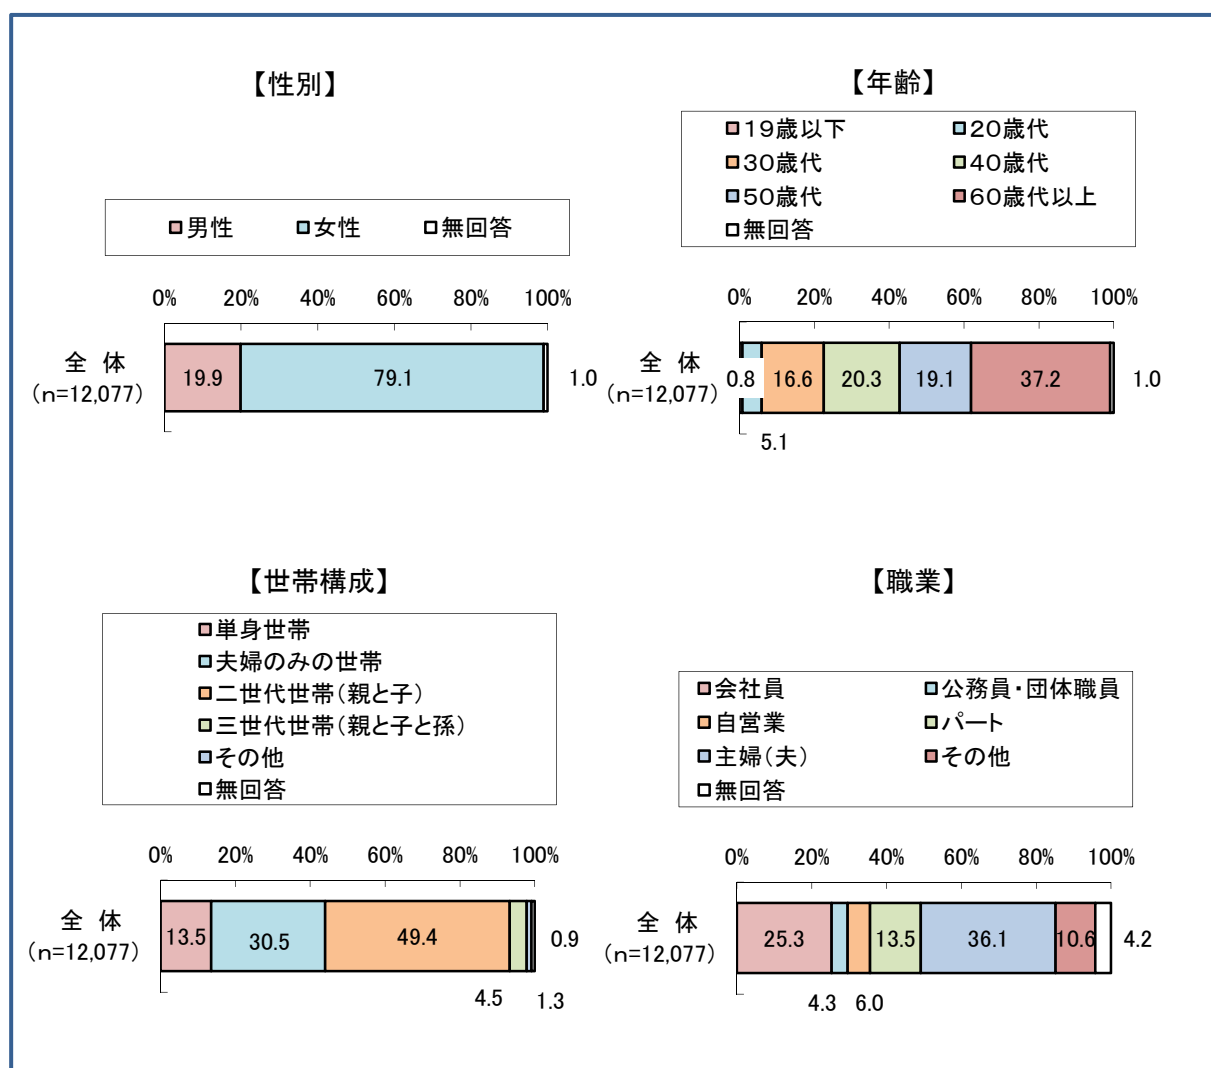 【性別】
男性 女性 無回答
0% 20% 40% 60% 80% 100%
全 体
(n=12,077)
19.9 79.1 1.0
【年齢】
19歳以下 20歳代
30歳代 40歳代
50歳代 60歳代以上
無回答
0% 20% 40% 60% 80% 100%
全 体
(n=12,077)
0.8 16.6 20.3 19.1 37.2 1.0
5.1
【世帯構成】
単身世帯
夫婦のみの世帯
二世代世帯(親と子)
三世代世帯(親と子と孫)
その他
無回答
0% 20% 40% 60% 80% 100%
全 体
(n=12,077)
13.5 30.5 49.4 0.9
4.5 1.3
【職業】
会社員 公務員・団体職員
自営業 パート
主婦(夫) その他
無回答
0% 20% 40% 60% 80% 100%
全 体
(n=12,077)
25.3 13.5 36.1 10.6 4.2
4.3 6.0